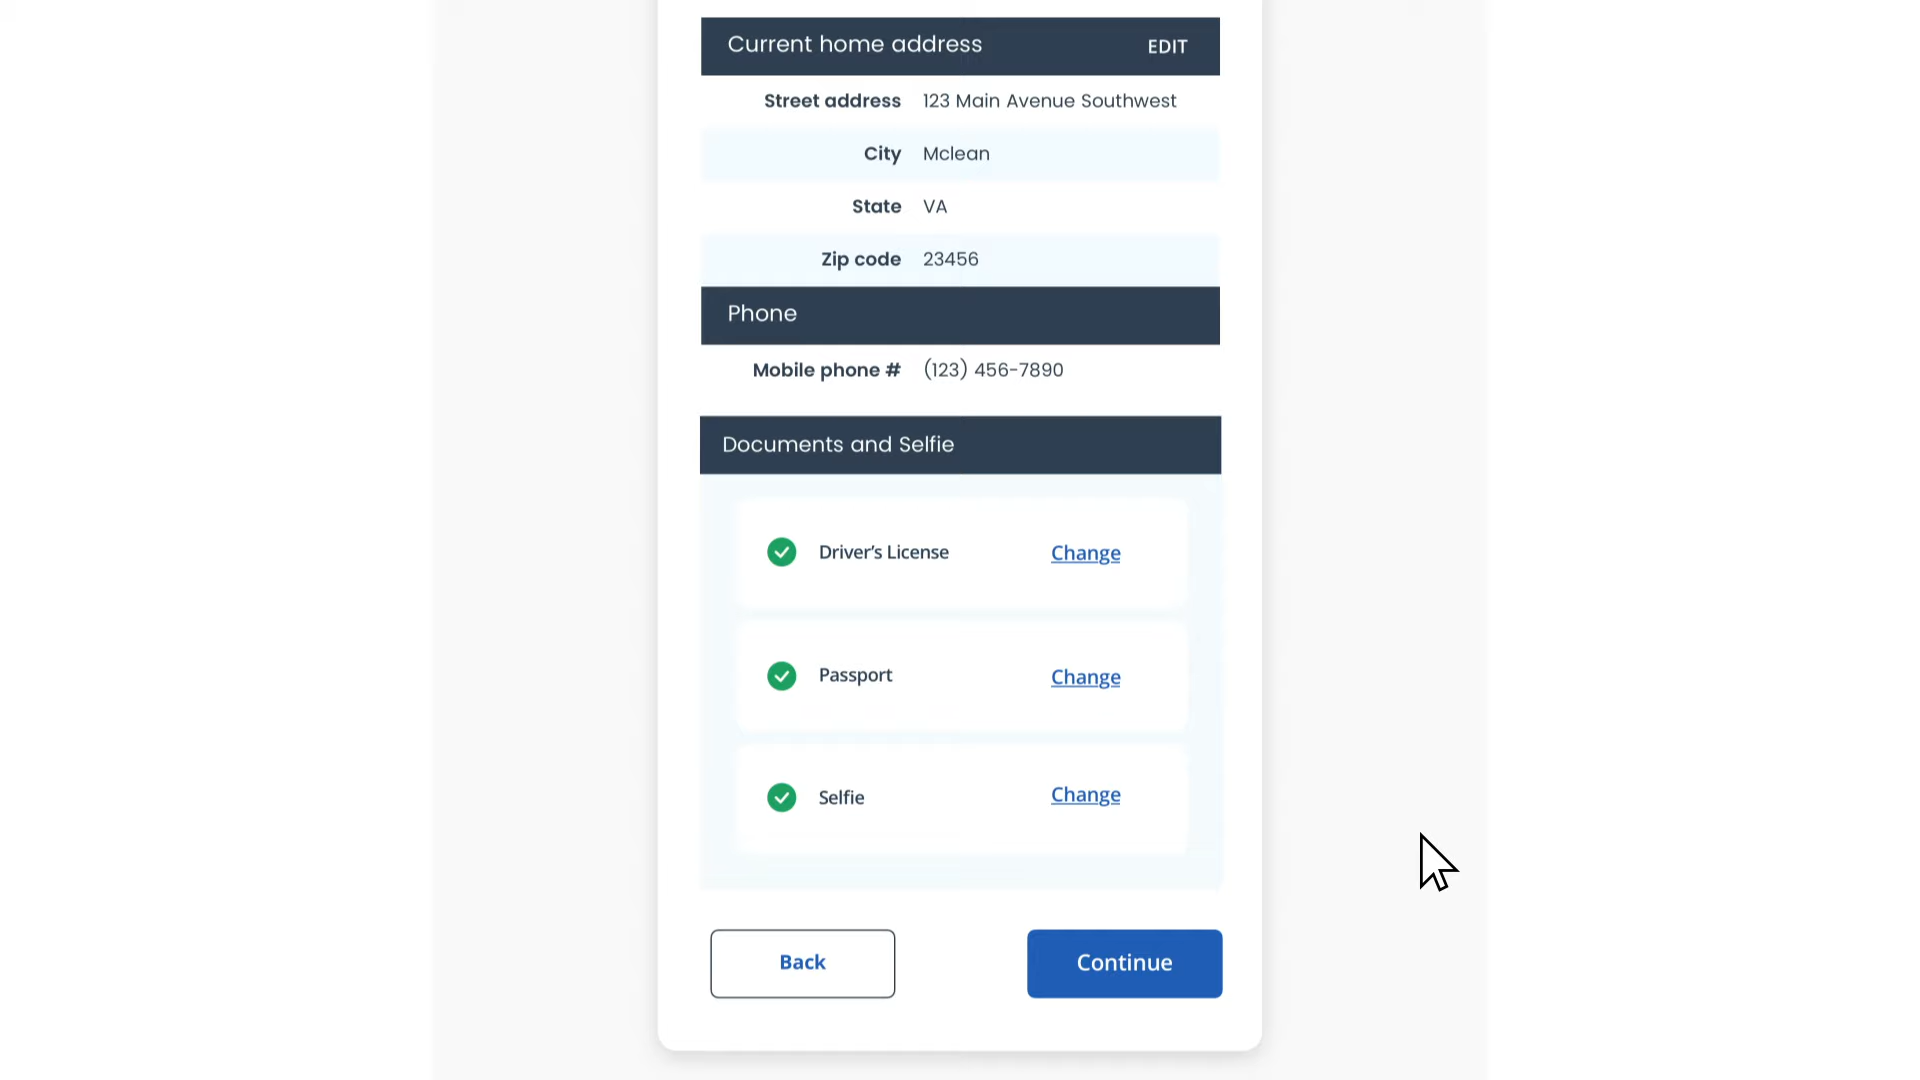 Current home address EDIT
Street address 123 Main Avenue Southwest
City Mclean
State VA
Zip code 23456
Phone
Mobile phone # (123) 456-7890
Documents and Selfie
Driver’s License Change
Passport Change
Selfie Change
Back Continue